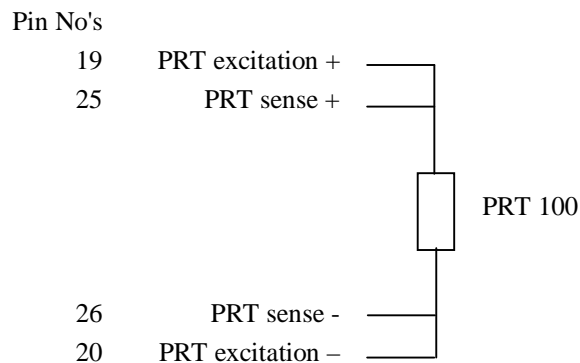 Pin No's
19 PRT excitation +
25 PRT sense +
PRT 100
26 PRT sense -
20 PRT excitation –